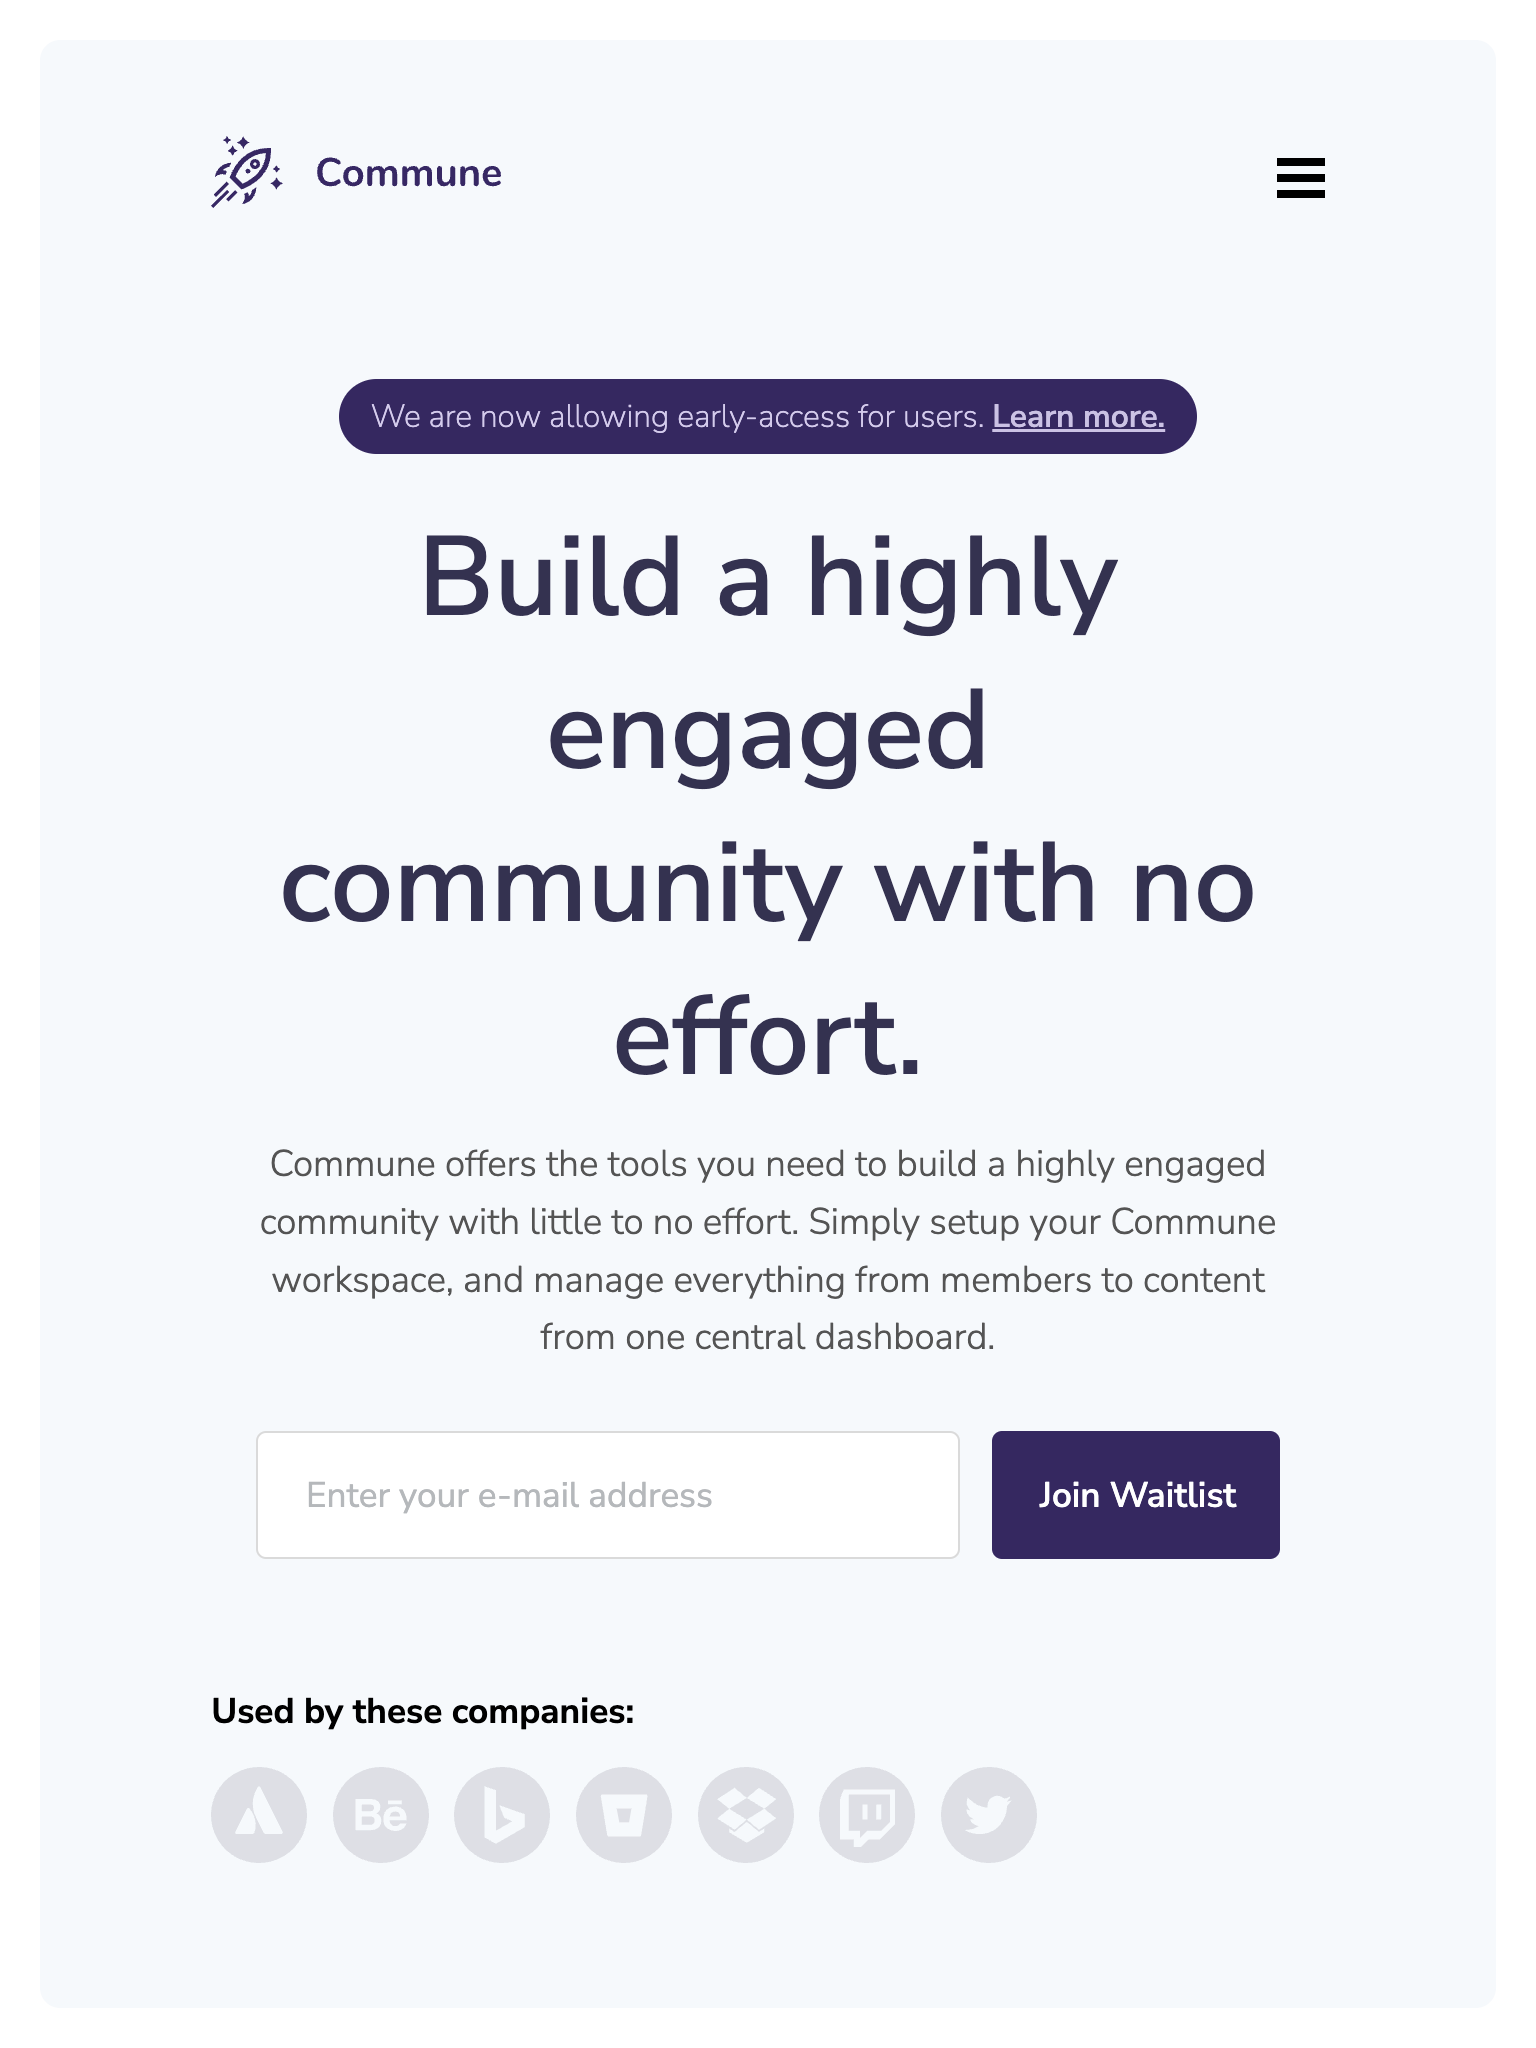 Commune
We are now allowing early-access for users. Learn more.
Build a highly
engaged
community with no
effort.
Commune offers the tools you need to build a highly engaged
community with little to no effort. Simply setup your Commune
workspace, and manage everything from members to content
from one central dashboard.
Enter your e-mail address
Join Waitlist
Used by these companies:
Bē